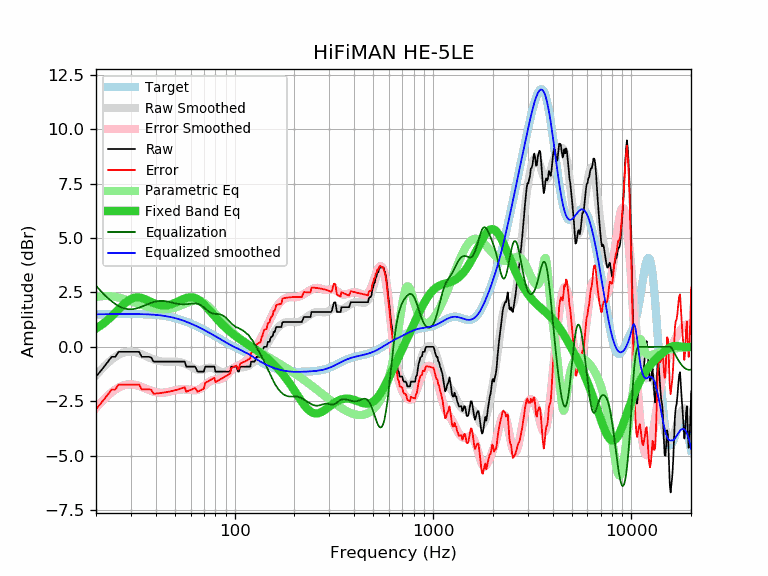 HiFiMAN HE-5LE
12.5
10.0
7.5
5.0
2.5
0.0
−2.5
−5.0
−7.5
Amplitude (dBr)
Target
Raw Smoothed
Error Smoothed
Raw
Error
Parametric Eq
Fixed Band Eq
Equalization
Equalized smoothed
100 1000 10000
Frequency (Hz)